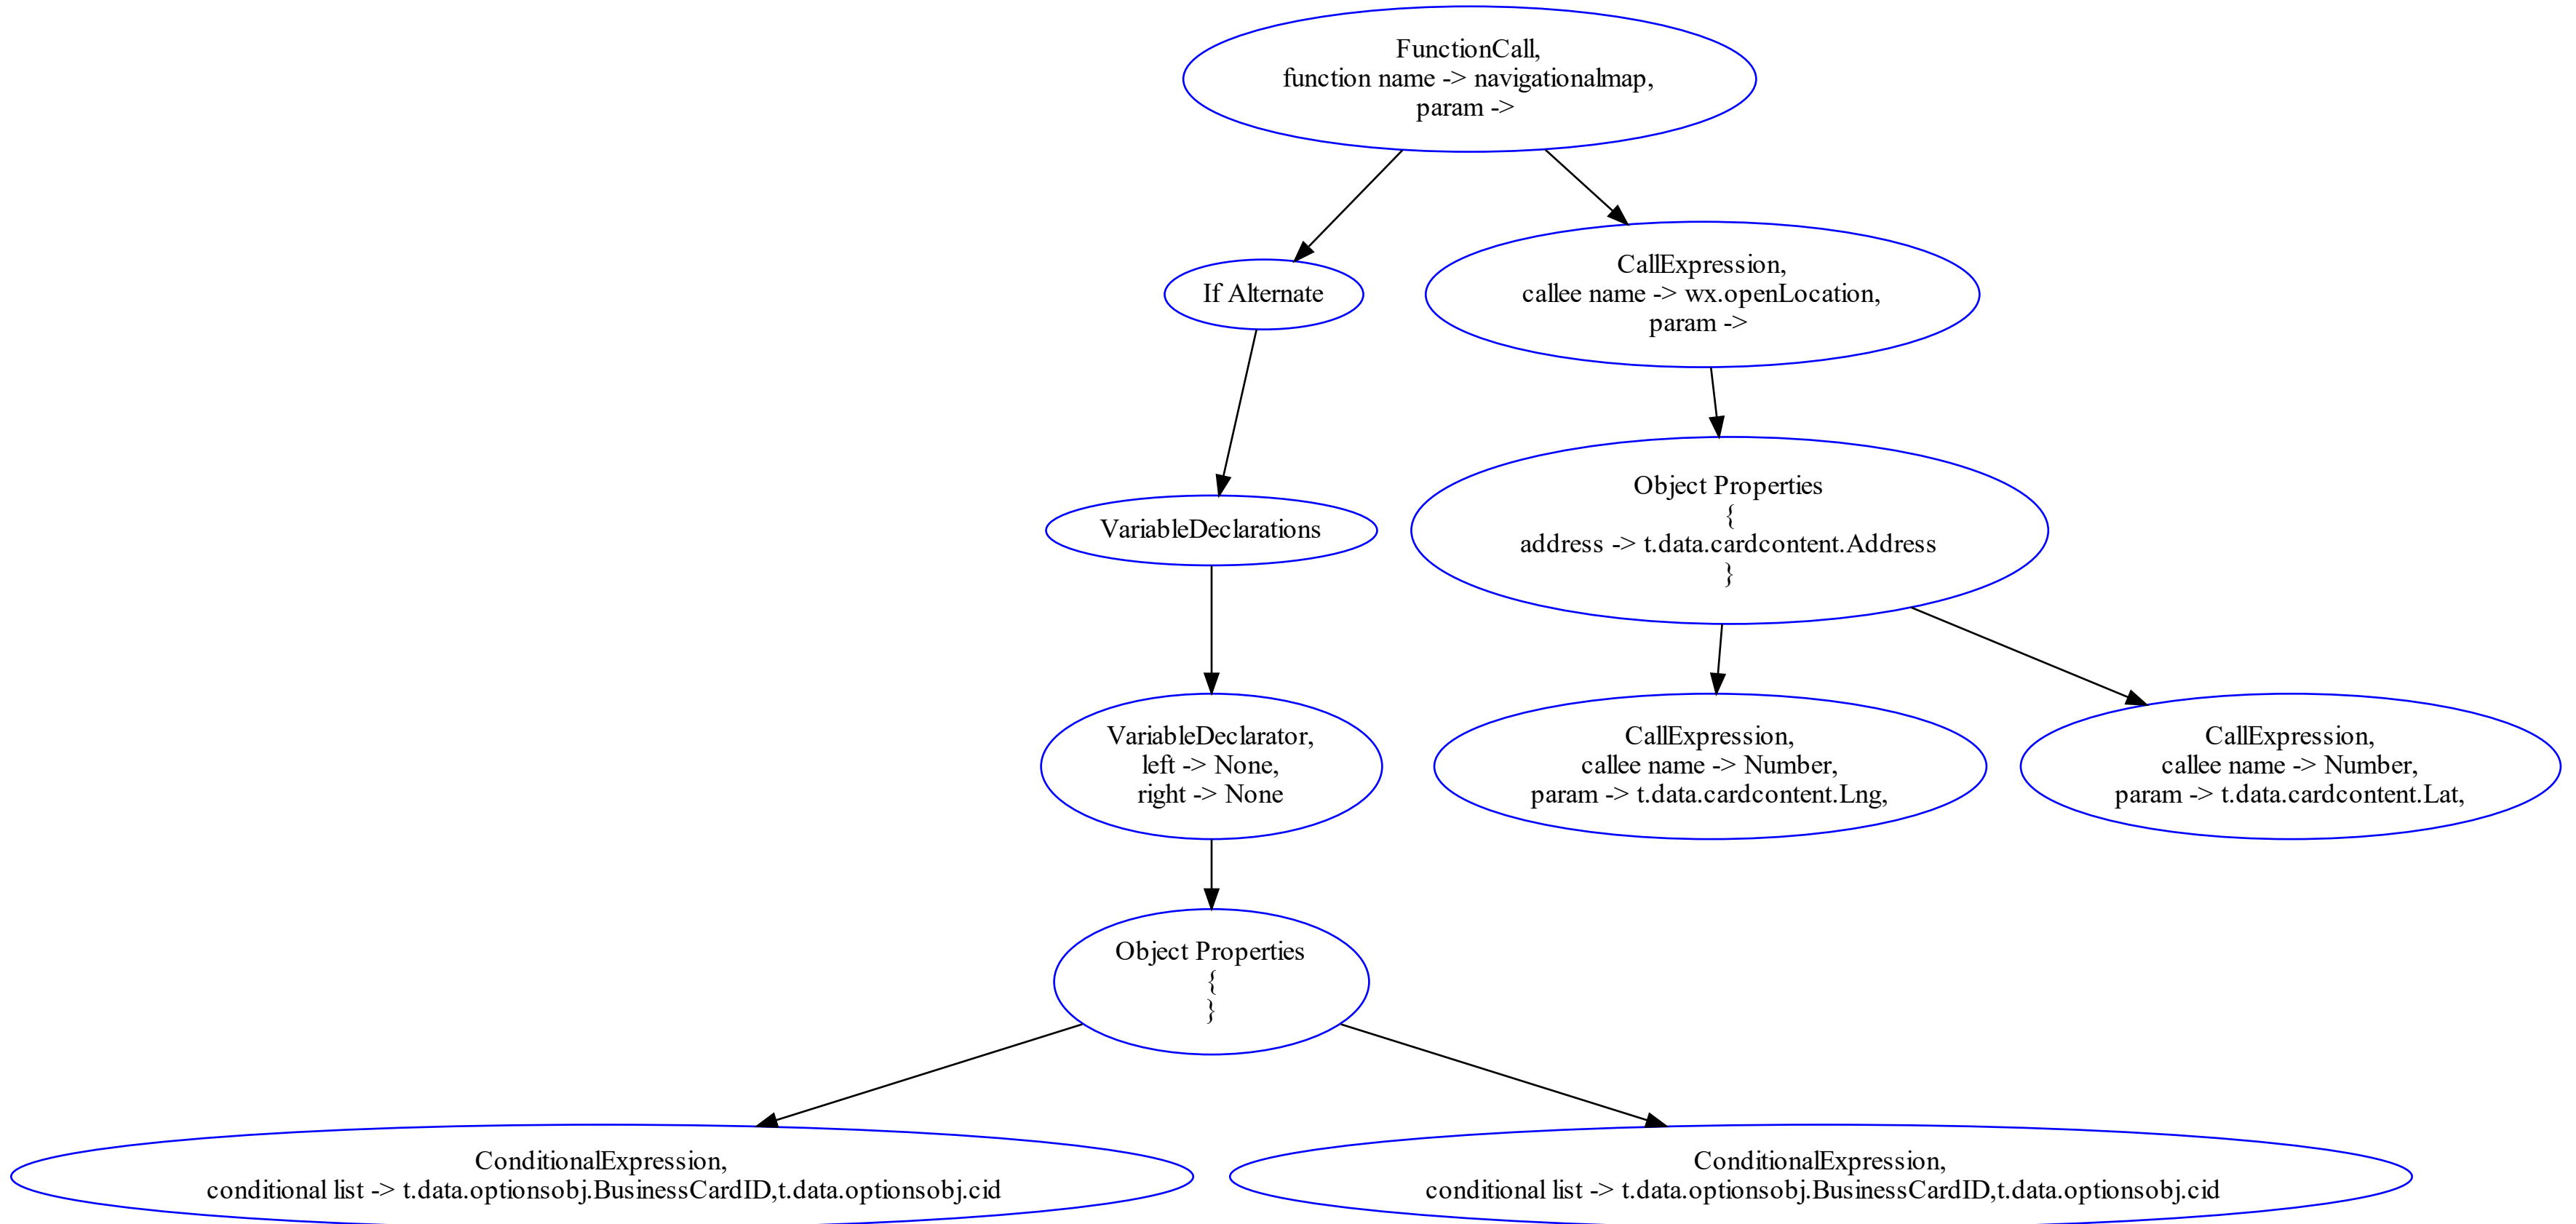 FunctionCall,
function name -> navigationalmap,
param ->
If Alternate
CallExpression,
callee name -> wx.openLocation,
param ->
VariableDeclarations
Object Properties
{
address -> t.data.cardcontent.Address
}
VariableDeclarator,
left -> None,
right -> None
CallExpression,
callee name -> Number,
param -> t.data.cardcontent.Lng,
CallExpression,
callee name -> Number,
param -> t.data.cardcontent.Lat,
Object Properties
{
}
ConditionalExpression,
conditional list -> t.data.optionsobj.BusinessCardID,t.data.optionsobj.cid
ConditionalExpression,
conditional list -> t.data.optionsobj.BusinessCardID,t.data.optionsobj.cid